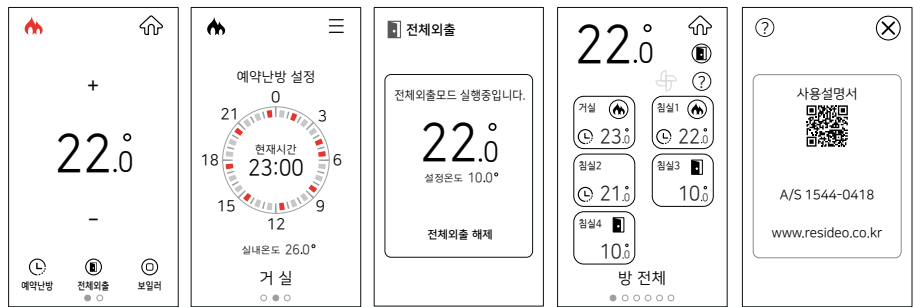 +
22.0°
−
예약난방 전체외출 보일러
예약난방 설정
0
21 3
현재시간
18 23:00 6
15 9
12
실내온도 26.0°
거 실
전체외출
전체외출모드 실행중입니다.
22.0°
설정온도 10.0°
전체외출 해제
22.0°
?
거실 침실1
23.0° 22.0°
침실2 침실3
21.0° 10.0°
침실4
10.0°
방 전체
?
사용설명서
A/S 1544-0418
www.resideo.co.kr